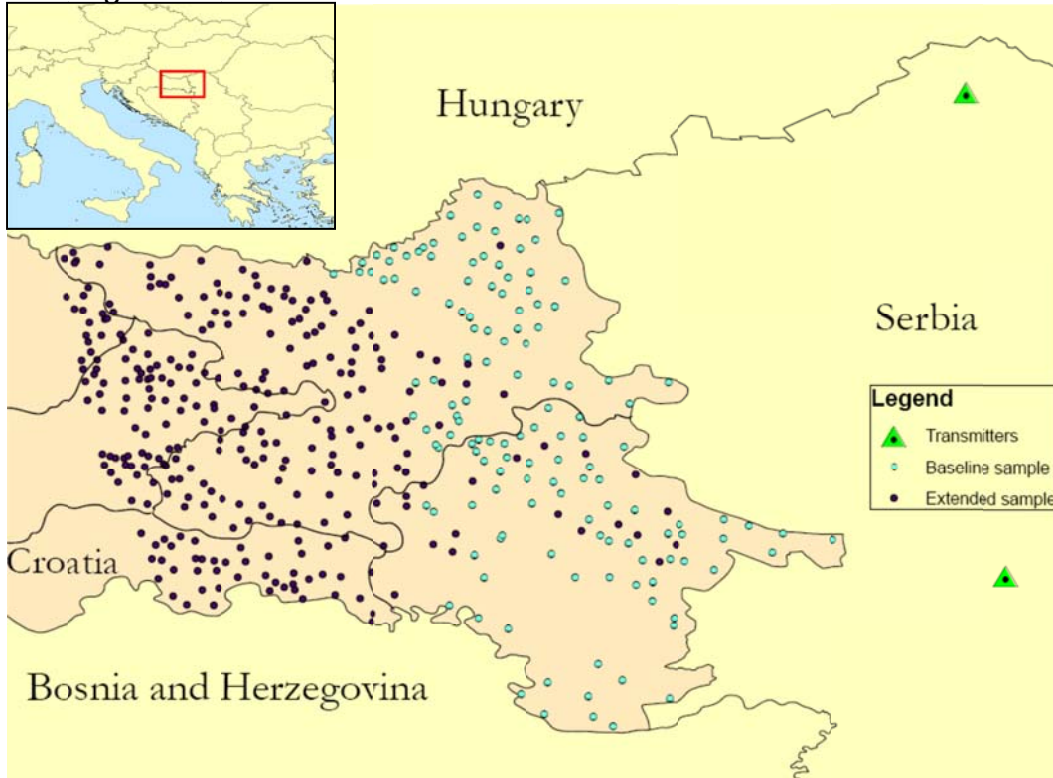 Hungary
Serbia
Legend
Transmitters
Baseline sample
Extended sample
Croatia
Bosnia and Herzegovina